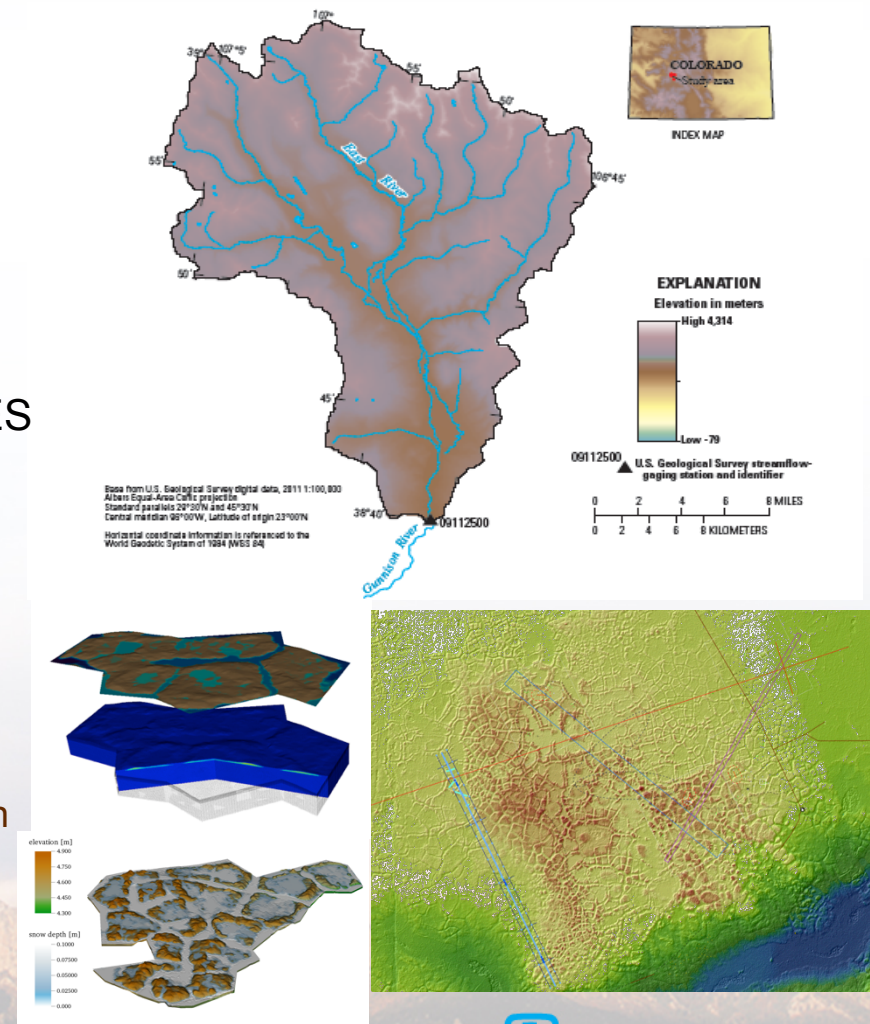 107°
39°
107°5'
55'
50'
COLORADO
Study area
INDEX MAP
55'
East
River
106°45'
50'
EXPLANATION
Elevation in meters
High 4,314
45'
ES
Low -79
09112500
U.S. Geological Survey streamflow-
gaging station and identifier
Base from U.S. Geological Survey digital data, 2011 1:100,000
Albers Equal-Area Conic projection
Standard parallels 29°30'N and 45°30'N
Central meridian 96°00'W, Latitude of origin 23°00'N
Horizontal coordinate information is referenced to the
World Geodetic System of 1984 (WGS 84)
0 2 4 6 8 MILES
0 2 4 6 8 KILOMETERS
38°40'
09112500
Gunnison River
n
elevation [m]
4.900
4.750
4.600
4.450
4.300
snow depth [m]
0.1000
0.07500
0.05000
0.02500
0.000